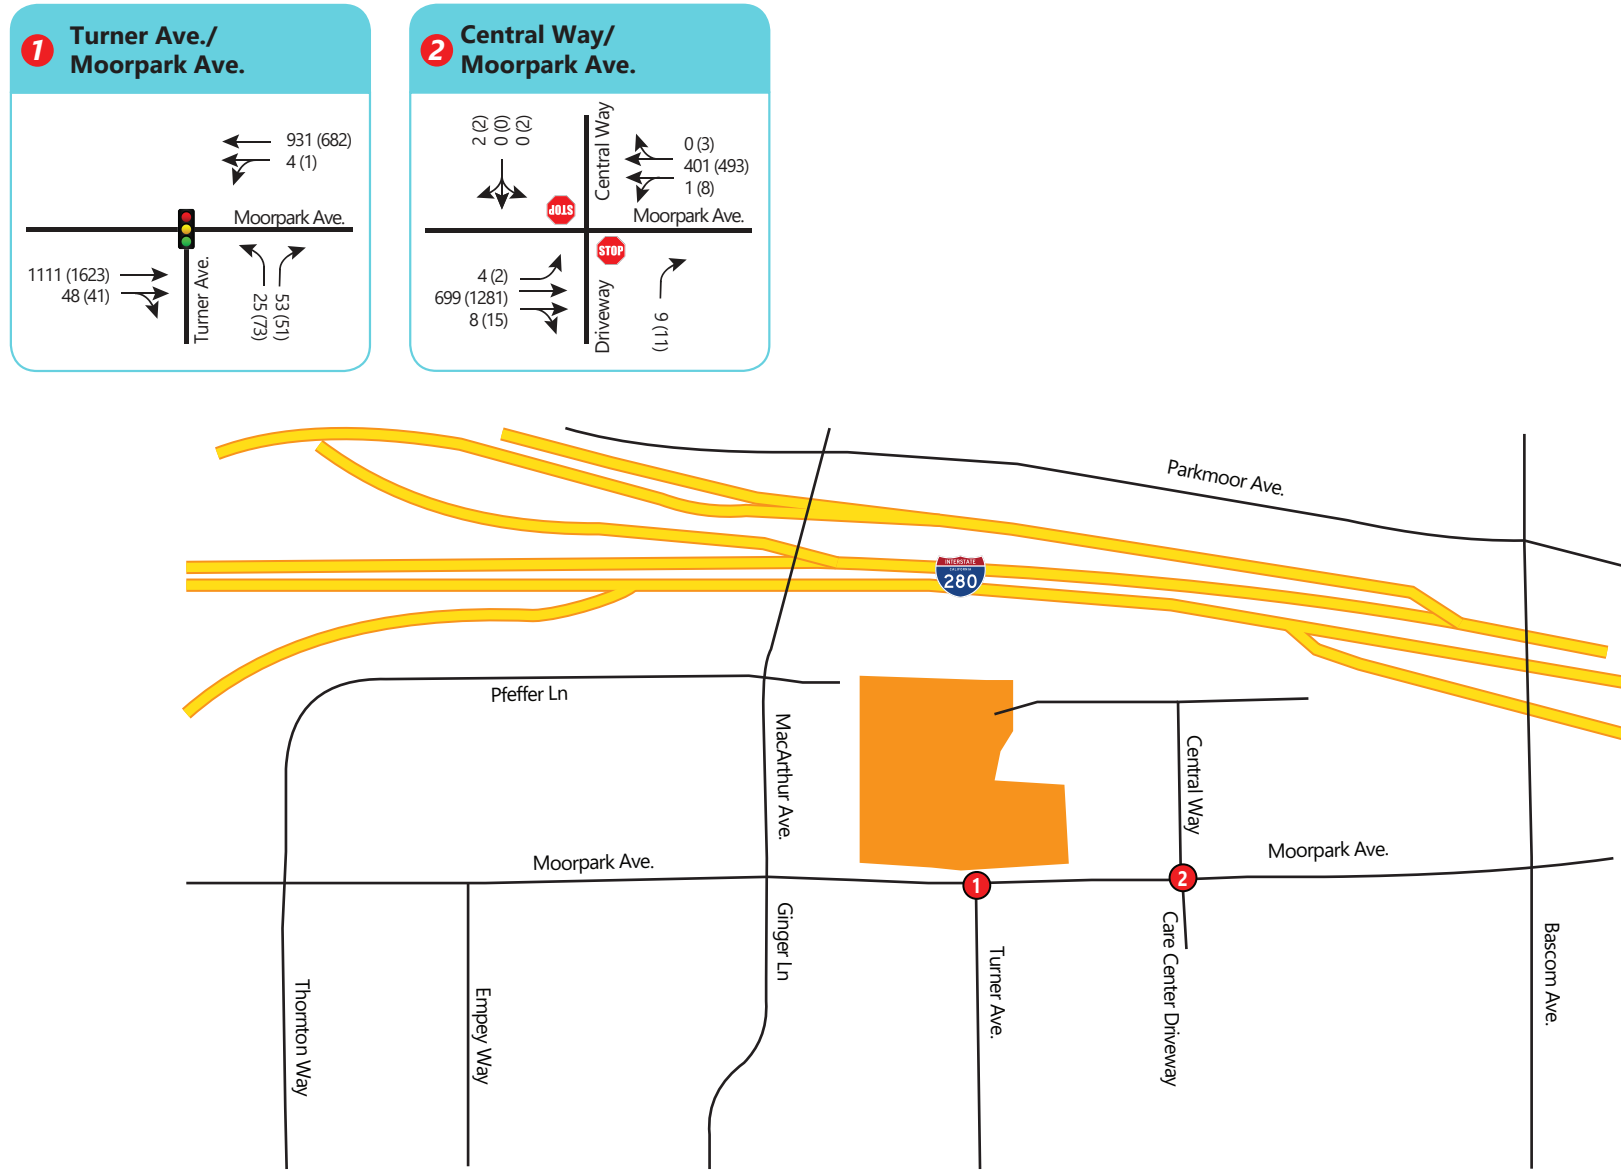 1
Turner Ave./
Moorpark Ave.
931 (682)
4 (1)
Moorpark Ave.
1111 (1623)
48 (41)
Turner Ave.
25 (73)
53 (51)
2
Central Way/
Moorpark Ave.
2 (2)
0 (0)
0 (2)
Central Way
0 (3)
401 (493)
1 (8)
STOP
Moorpark Ave.
STOP
4 (2)
699 (1281)
8 (15)
Driveway
9 (11)
Parkmoor Ave.
INTERSTATE
CALIFORNIA
280
Pfeffer Ln
MacArthur Ave.
Central Way
Moorpark Ave.
Moorpark Ave.
1
2
Ginger Ln
Turner Ave.
Care Center Driveway
Bascom Ave.
Thornton Way
Empey Way